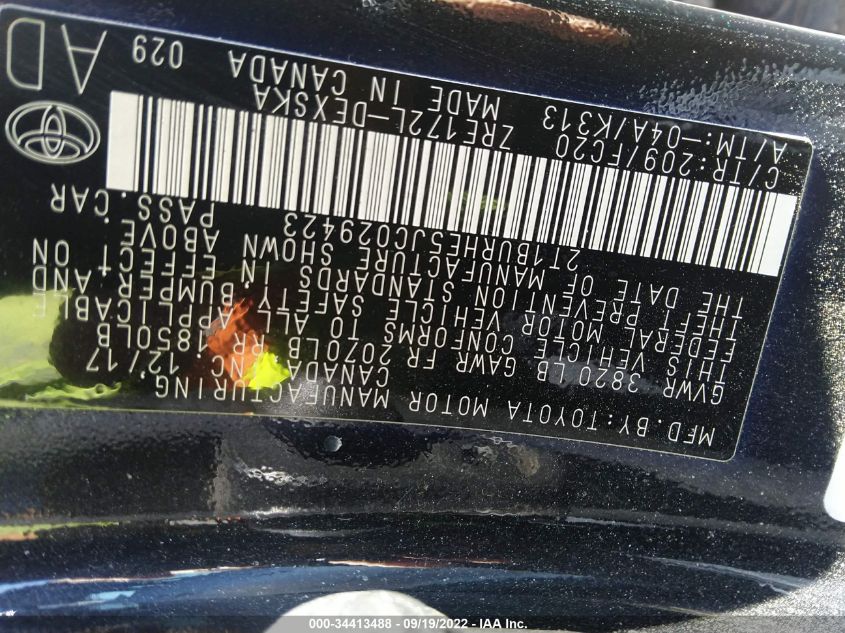 MFD. BY: TOYOTA MOTOR MANUFACTURING
CANADA INC. 12/17
GVWR 3820LB GAWR FR 2070LB RR 1850LB
THIS VEHICLE CONFORMS TO ALL APPLICABLE
FEDERAL MOTOR VEHICLE SAFETY, BUMPER, AND
THEFT PREVENTION STANDARDS IN EFFECT ON
THE DATE OF MANUFACTURE SHOWN ABOVE.
2T1BURHE5JC029423 PASS. CAR
C/TR: 209/FC20 ZRE172L-DEXSKA
A/TM: -04A/K313 MADE IN CANADA
029
AD
000-34413488 - 09/19/2022 - IAA Inc.